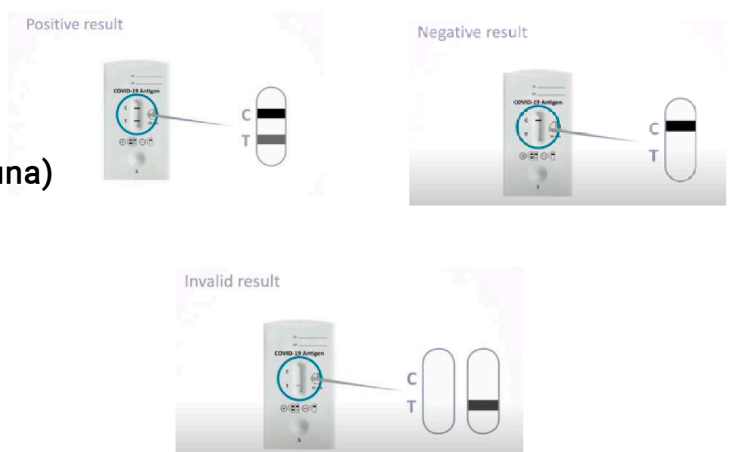 Positive result
COVID-19 Antigen
C
T
C
T
S
una)
Negative result
COVID-19 Antigen
C
C
T
S
Invalid result
COVID-19 Antigen
C
T
C
T
S